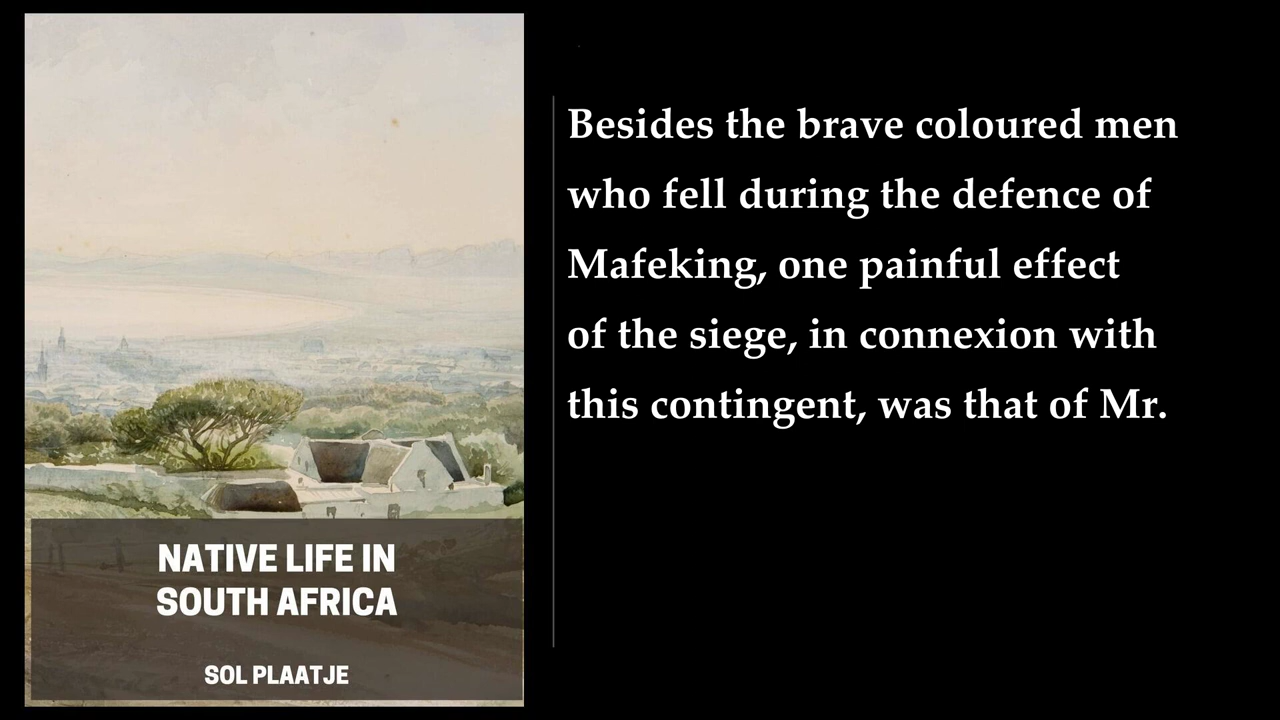 Besides the brave coloured men
who fell during the defence of
Mafeking, one painful effect
of the siege, in connexion with
this contingent, was that of Mr.
NATIVE LIFE IN
SOUTH AFRICA
SOL PLAATJE